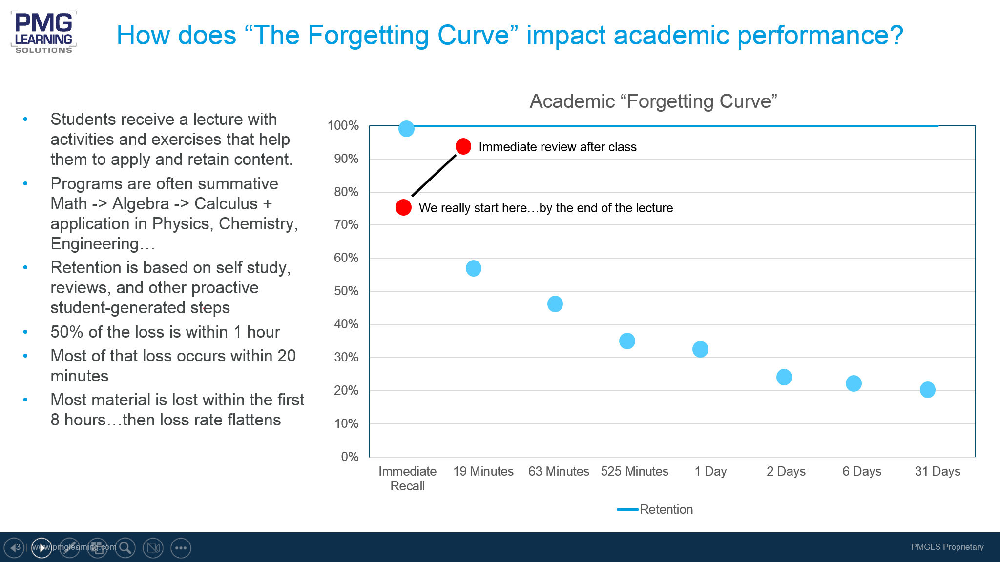 PMG
LEARNING
SOLUTIONS
How does “The Forgetting Curve” impact academic performance?
• Students receive a lecture with
activities and exercises that help
them to apply and retain content.
• Programs are often summative
Math -> Algebra -> Calculus +
application in Physics, Chemistry,
Engineering…
• Retention is based on self study,
reviews, and other proactive
student-generated steps
• 50% of the loss is within 1 hour
• Most of that loss occurs within 20
minutes
• Most material is lost within the first
8 hours…then loss rate flattens
Academic “Forgetting Curve”
100%
90%
80%
70%
60%
50%
40%
30%
20%
10%
0%
Immediate review after class
We really start here…by the end of the lecture
Immediate
Recall
19 Minutes
63 Minutes
525 Minutes
1 Day
2 Days
6 Days
31 Days
Retention
3 | www.pmglearning.com
PMGLS Proprietary